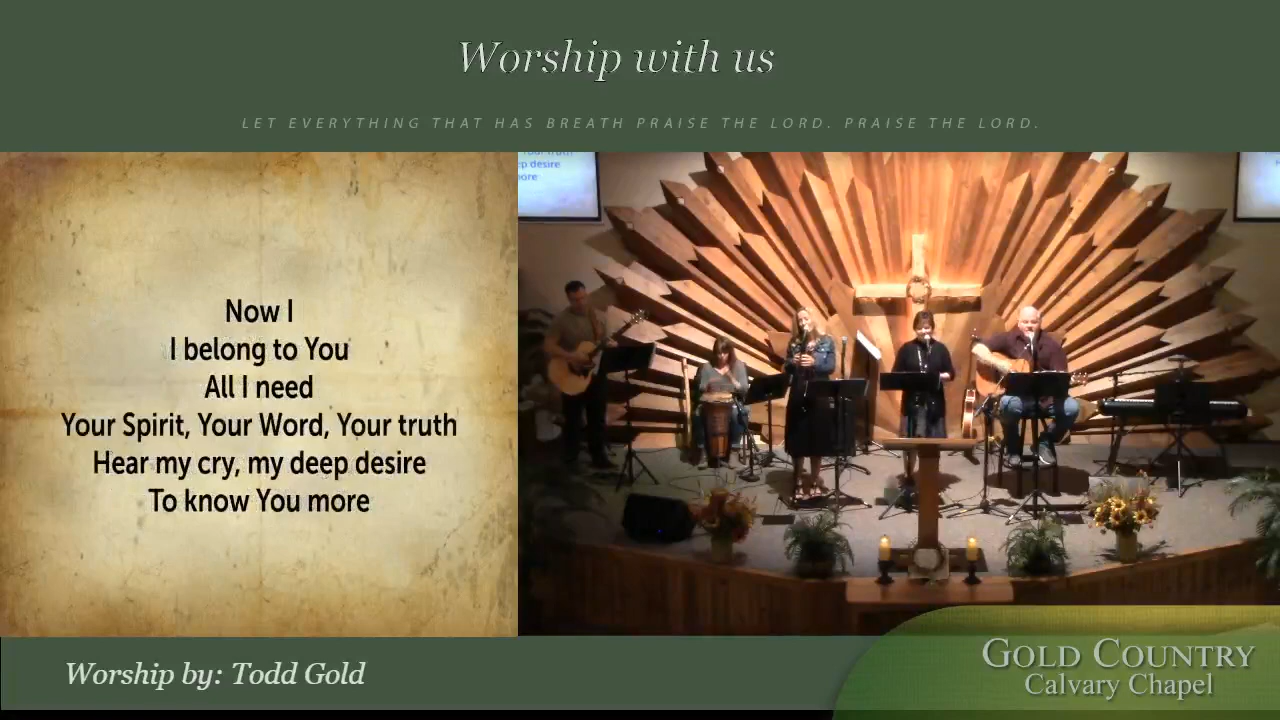 Worship with us
LET EVERYTHING THAT HAS BREATH PRAISE THE LORD. PRAISE THE LORD.
Now I
I belong to You
All I need
Your Spirit, Your Word, Your truth
Hear my cry, my deep desire
To know You more
desire
Worship by: Todd Gold
GOLD COUNTRY
Calvary Chapel